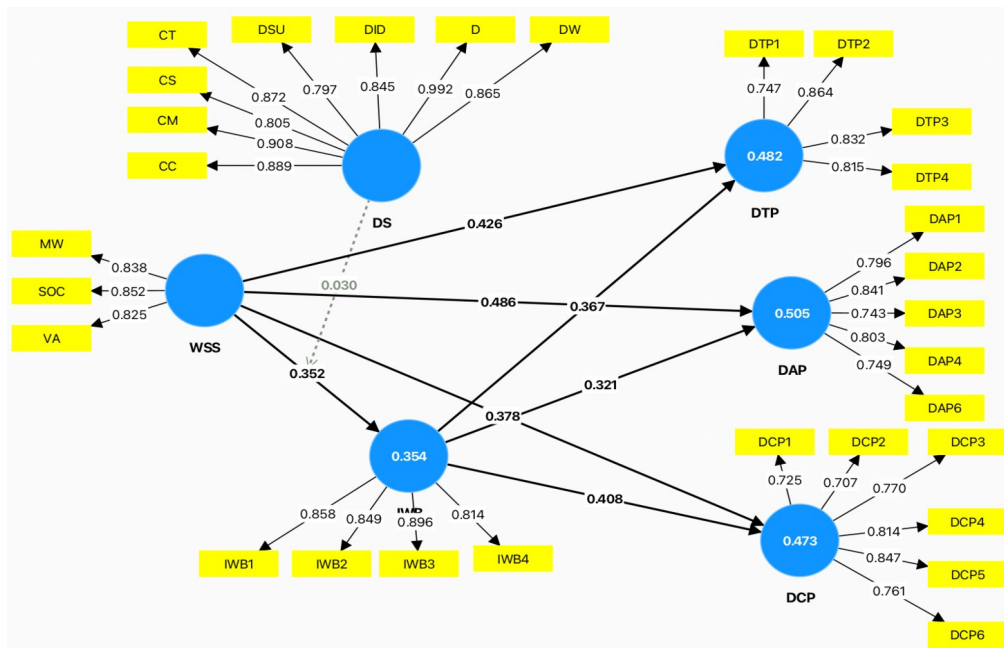 CT
DSU
DID
D
DW
CS
CM
CC
0.872
0.797
0.845
0.992
0.865
0.805
0.908
0.889
DS
DTP1
DTP2
0.747
0.864
DTP3
0.832
DTP4
0.815
0.482
DTP
MW
SOC
VA
0.838
0.852
0.825
WSS
0.426
0.030
0.486
0.367
0.352
0.321
0.378
0.408
DAP1
DAP2
DAP3
DAP4
DAP6
0.796
0.841
0.743
0.803
0.749
0.505
DAP
0.354
IWB
0.858
0.849
0.896
0.814
IWB1
IWB2
IWB3
IWB4
DCP1
DCP2
DCP3
0.725
0.707
0.770
DCP4
0.814
DCP5
0.847
0.761
DCP6
0.473
DCP